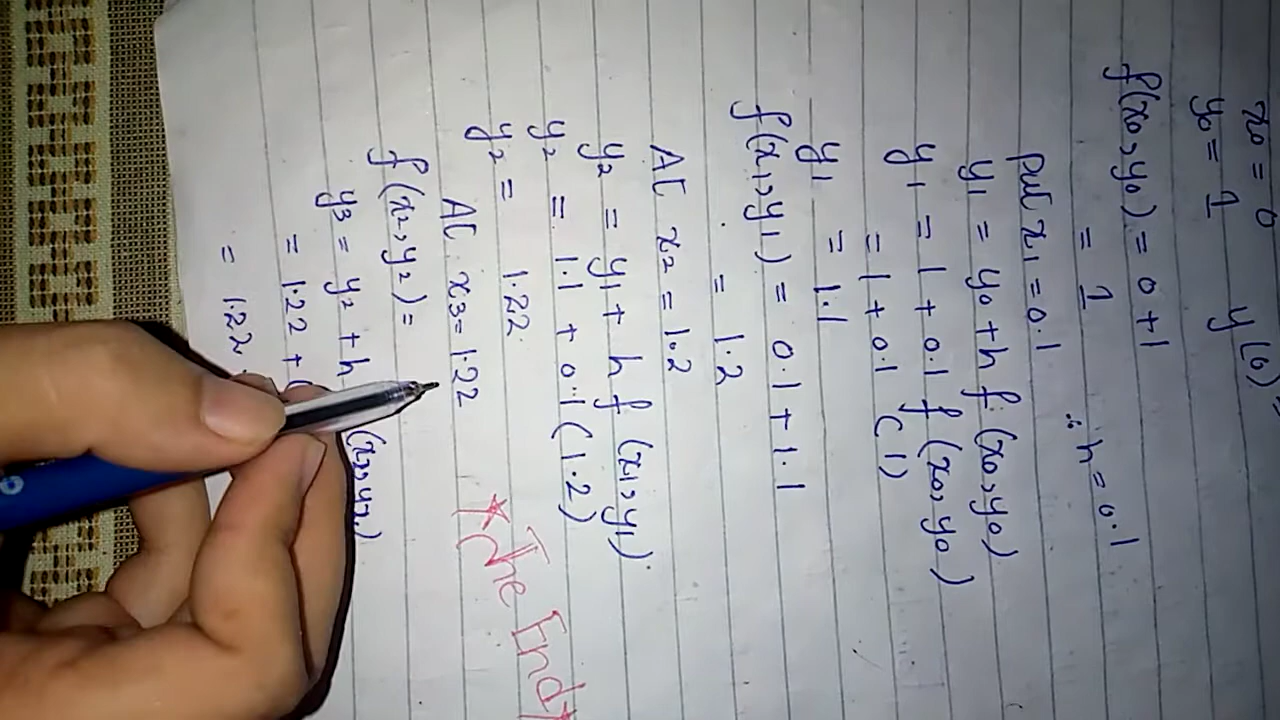 x₀ = 0
y₀ = 1 y(0) =
f(x₀,y₀) = 0+1
= 1 ∴ h=0.1
put x₁=0.1
y₁ = y₀+h f (x₀,y₀)
y₁ = 1 + 0.1 f (x₀,y₀)
= 1 + 0.1 (1)
y₁ = 1.1
f(x₁,y₁) = 0.1+1.1
= 1.2
At x₂ = 1.2
y₂ = y₁ + h f (x₁,y₁)
y₂ = 1.1 + 0.1 (1.2)
y₂ = 1.22
At x₃=1.22
f(x₂,y₂)=
y₃ = y₂ + h
= 1.22 +
= 1.22
*The End*